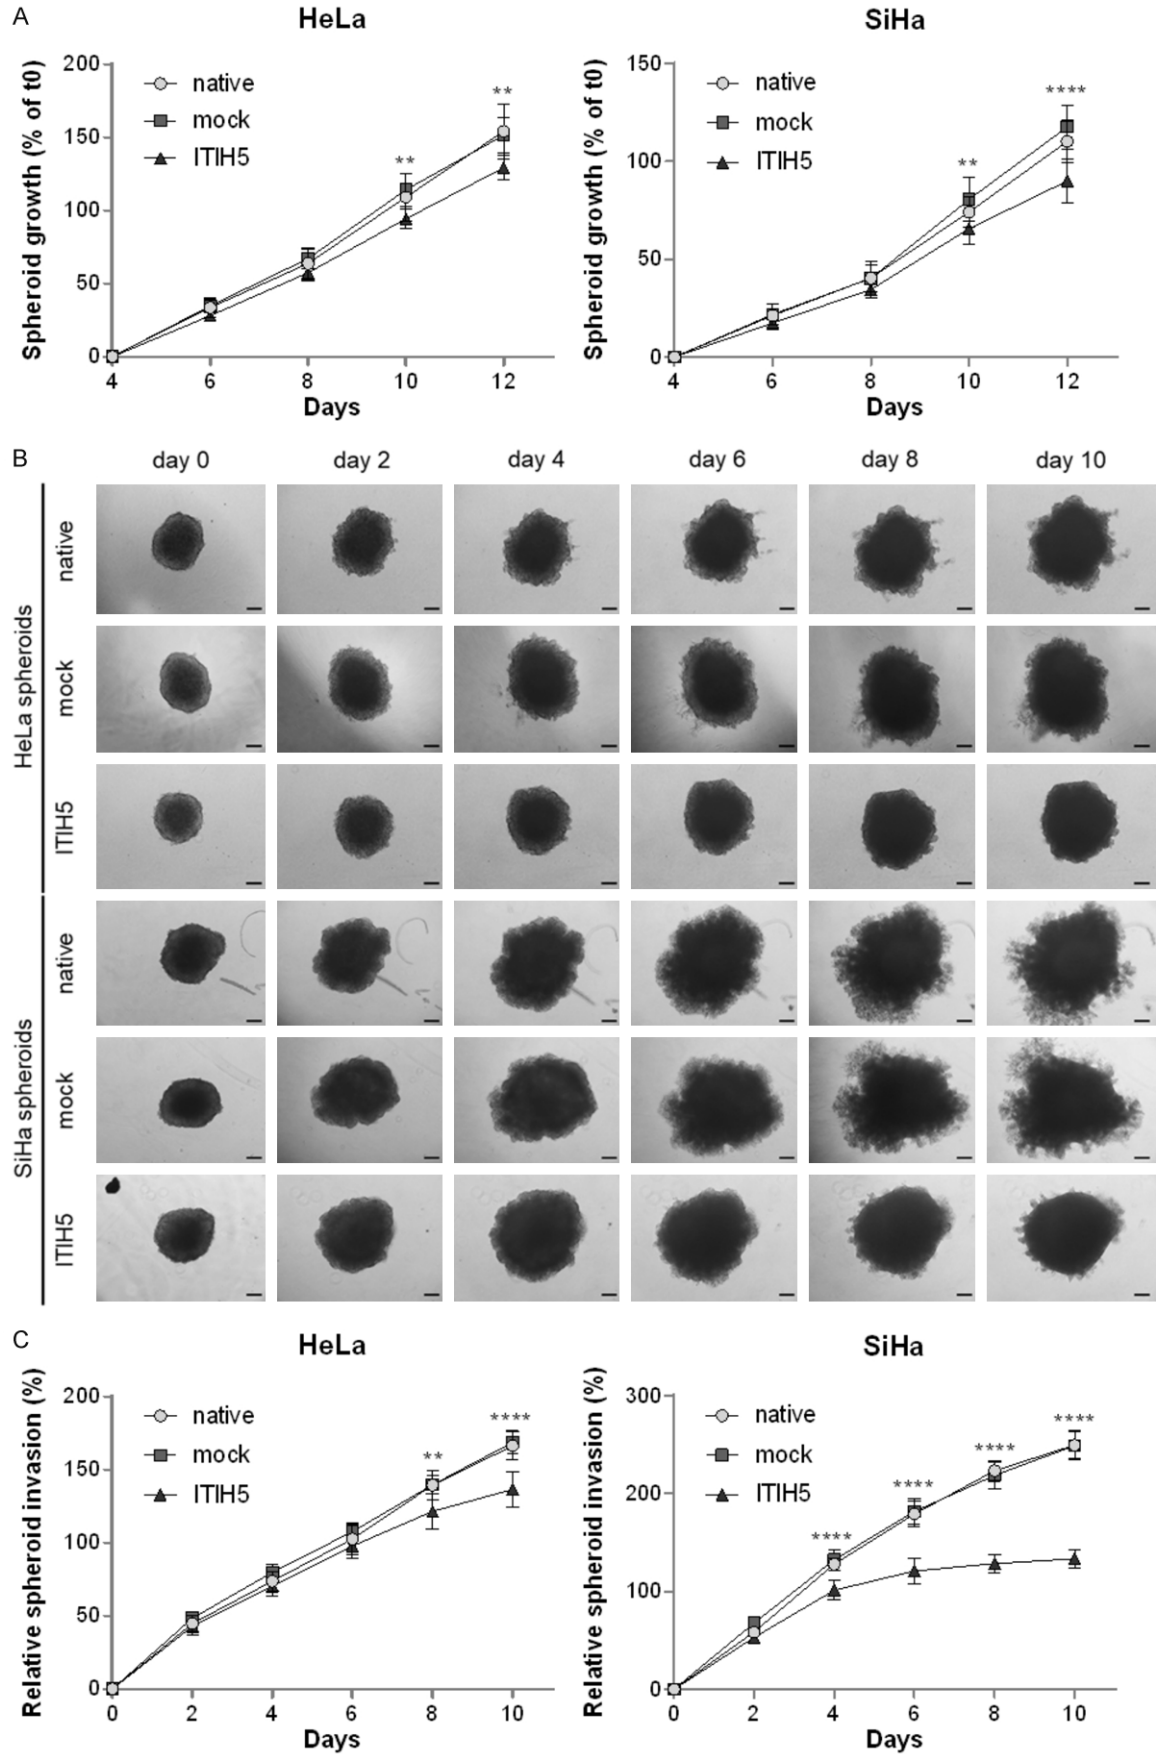 A
HeLa
SiHa
Spheroid growth (% of t0)
200
150
100
50
0
native
mock
ITIH5
**
**
4 6 8 10 12
Days
Spheroid growth (% of t0)
150
100
50
0
native
mock
ITIH5
**
****
4 6 8 10 12
Days
B
day 0 day 2 day 4 day 6 day 8 day 10
HeLa spheroids
native
mock
ITIH5
SiHa spheroids
native
mock
ITIH5
C
HeLa
SiHa
Relative spheroid invasion (%)
200
150
100
50
0
native
mock
ITIH5
**
****
0 2 4 6 8 10
Days
Relative spheroid invasion (%)
300
200
100
0
native
mock
ITIH5
****
****
****
****
0 2 4 6 8 10
Days